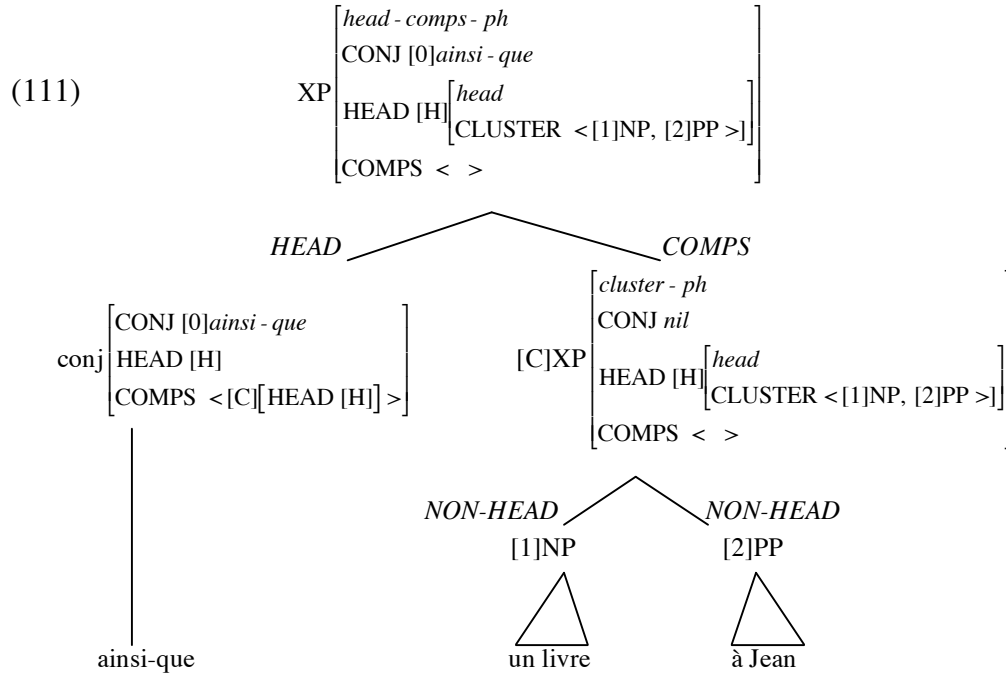 head - comps - ph
CONJ [0]ainsi - que
(111) XP
HEAD [H] head
CLUSTER <[1]NP, [2]PP >]
COMPS < >
HEAD COMPS
cluster - ph
CONJ [0]ainsi - que
CONJ nil
conj HEAD [H]
[C]XP
HEAD [H] head
COMPS <[C][HEAD [H]] >
CLUSTER <[1]NP, [2]PP >]
COMPS < >
NON-HEAD NON-HEAD
[1]NP [2]PP
ainsi-que un livre à Jean